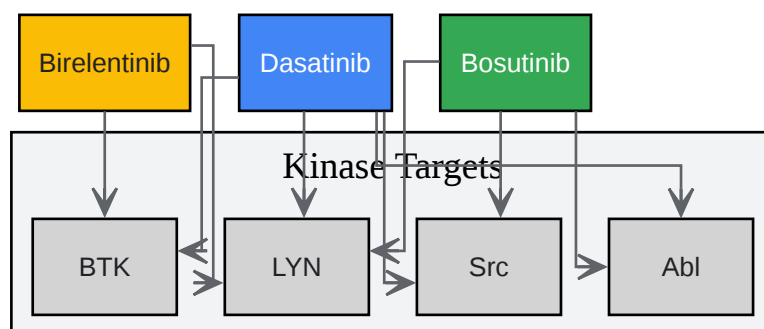 Birelentinib
Dasatinib
Bosutinib
Kinase Targets
BTK
LYN
Src
Abl